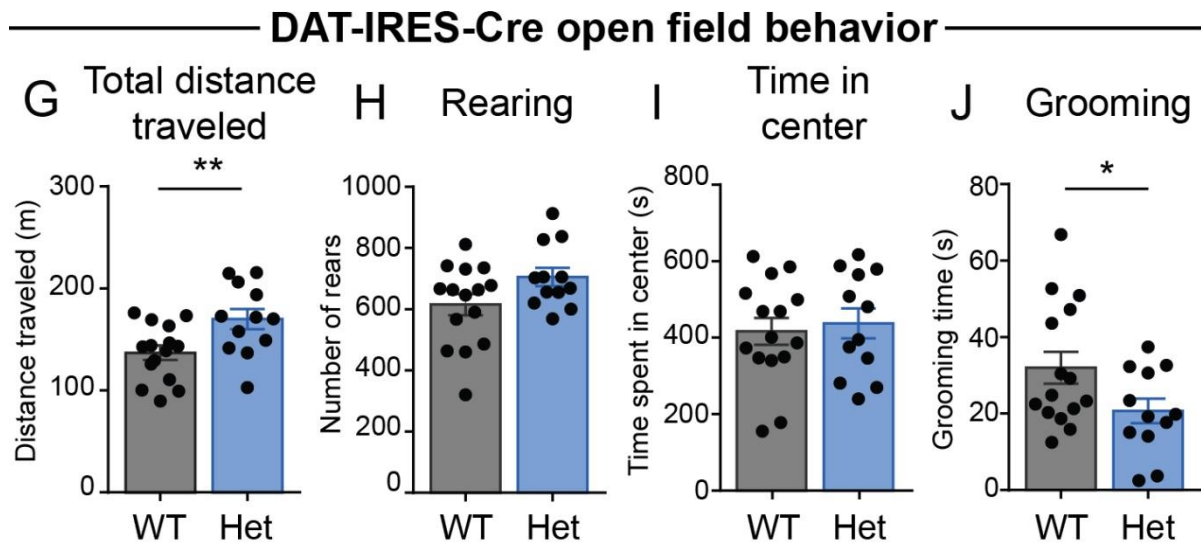 DAT-IRES-Cre open field behavior
G
Total distance
traveled
Distance traveled (m)
300
200
100
0
**
WT Het
H
Rearing
Number of rears
1000
800
600
400
200
0
WT Het
I
Time in
center
Time spent in center (s)
800
600
400
200
0
WT Het
J
Grooming
Grooming time (s)
80
60
40
20
0
*
WT Het